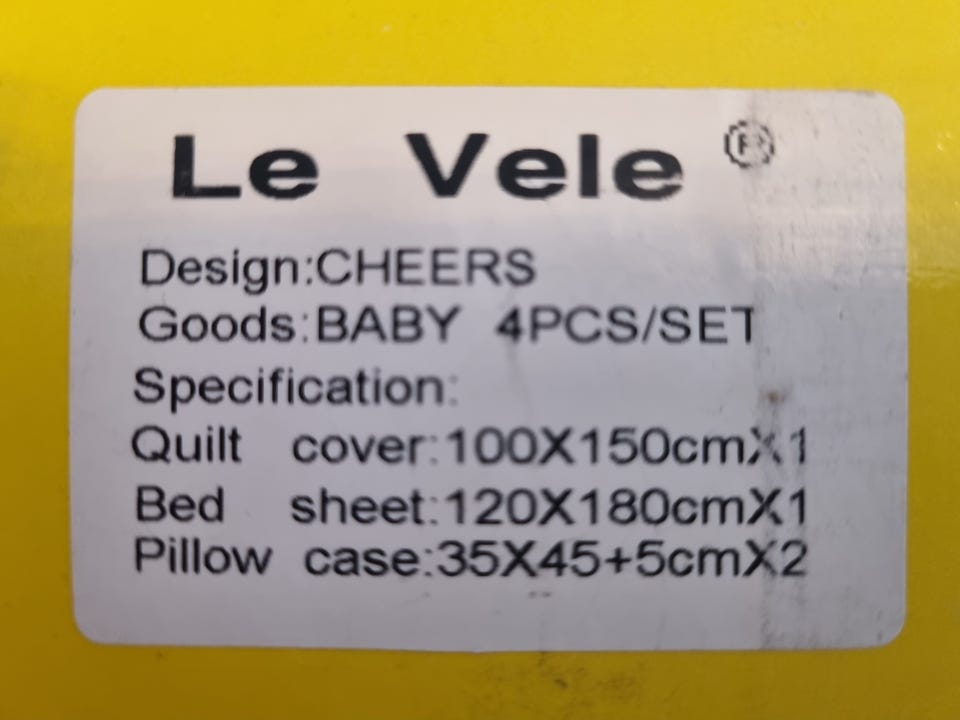 Le Vele ®
Design:CHEERS
Goods:BABY 4PCS/SET
Specification:
Quilt cover:100X150cmX1
Bed sheet:120X180cmX1
Pillow case:35X45+5cmX2